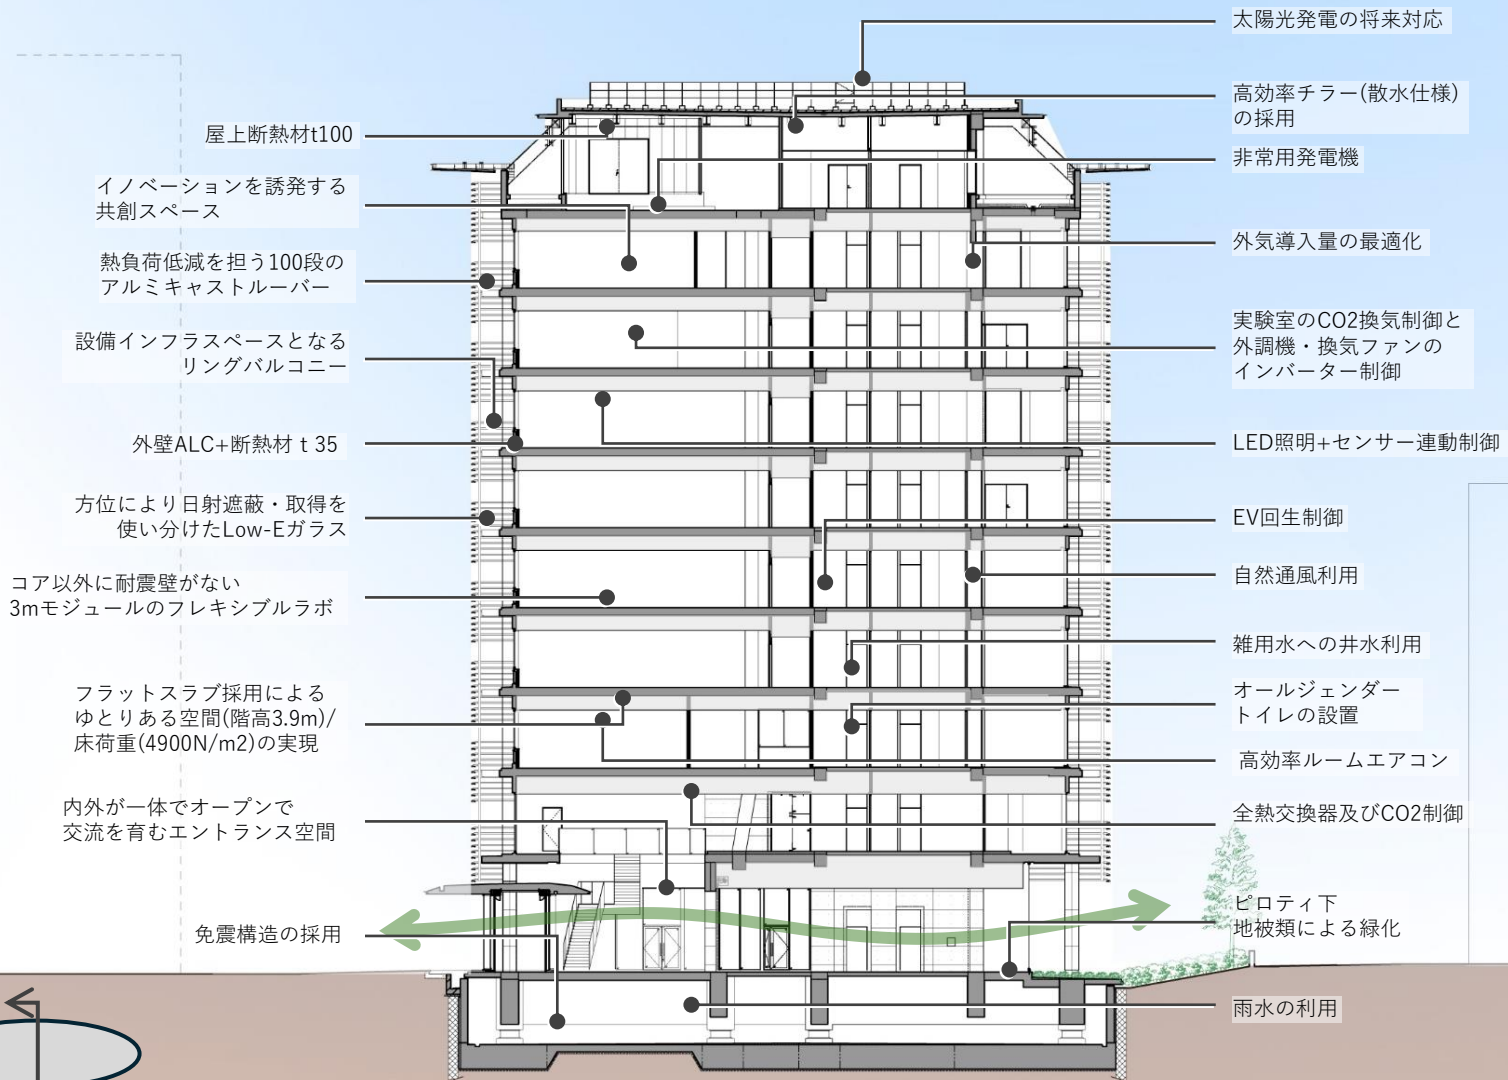 屋上断熱材t100
イノベーションを誘発する
共創スペース
熱負荷低減を担う100段の
アルミキャストルーバー
設備インフラスペースとなる
リングバルコニー
外壁ALC+断熱材 t 35
方位により日射遮蔽・取得を
使い分けたLow-Eガラス
コア以外に耐震壁がない
3mモジュールのフレキシブルラボ
フラットスラブ採用による
ゆとりある空間(階高3.9m)/
床荷重(4900N/m2)の実現
内外が一体でオープンで
交流を育むエントランス空間
免震構造の採用
太陽光発電の将来対応
高効率チラー(散水仕様)
の採用
非常用発電機
外気導入量の最適化
実験室のCO2換気制御と
外調機・換気ファンの
インバーター制御
LED照明+センサー連動制御
EV回生制御
自然通風利用
雑用水への井水利用
オールジェンダー
トイレの設置
高効率ルームエアコン
全熱交換器及びCO2制御
ピロティ下
地被類による緑化
雨水の利用